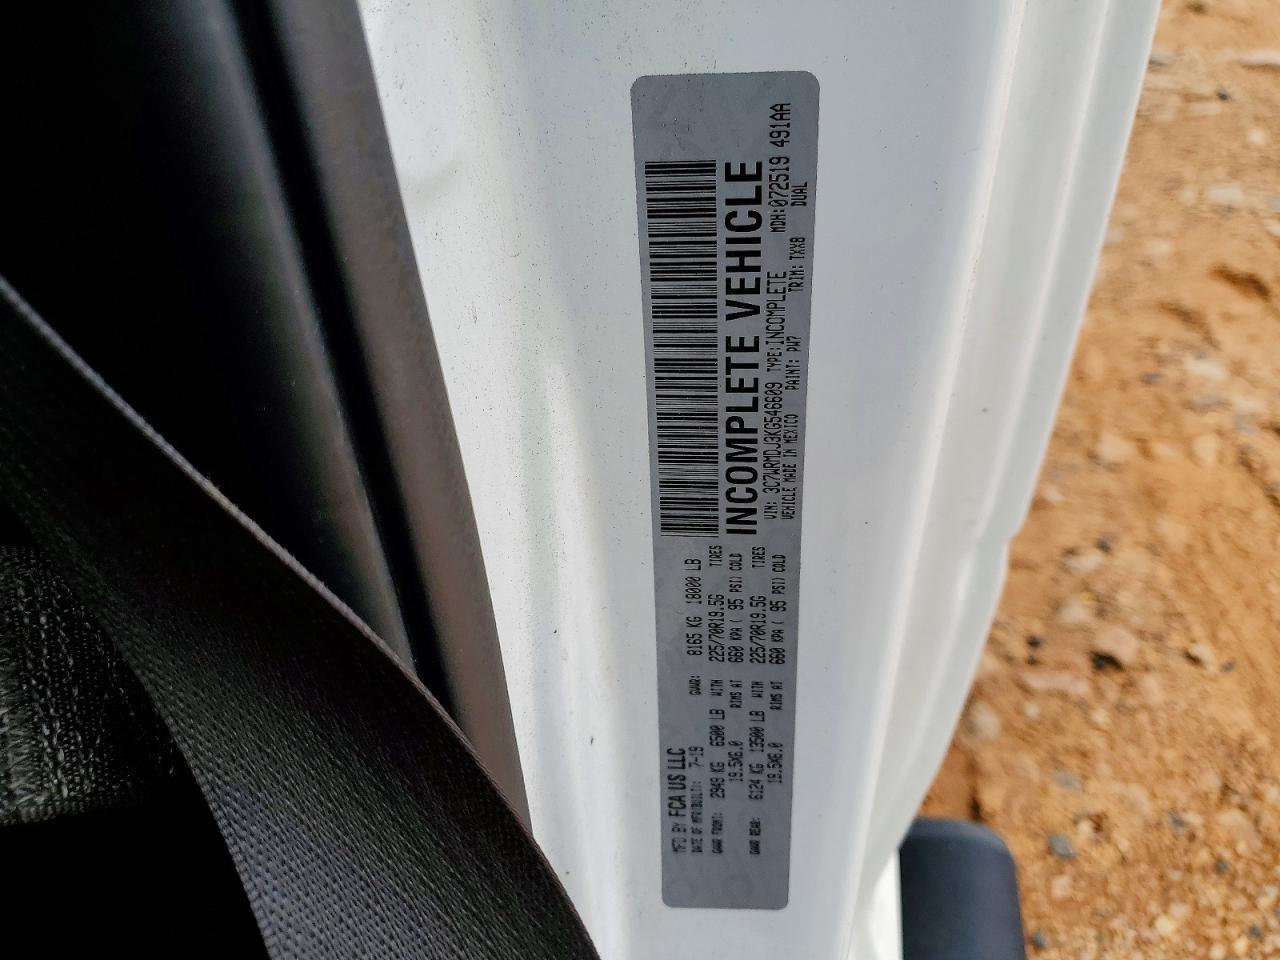 MFD BY FCA US LLC
DATE OF MFR(BUILT): 7-19 GVWR: 8165 KG 18000 LB
GAWR FRONT: 2949 KG 6500 LB WITH 225/70R19.5G TIRES
19.5X6.0 RIMS AT 660 KPA ( 95 PSI) COLD
GAWR REAR: 6124 KG 13500 LB WITH 225/70R19.5G TIRES
19.5X6.0 RIMS AT 660 KPA ( 95 PSI) COLD
INCOMPLETE VEHICLE
VIN: 3C7WRMDJ3KG546609 TYPE:INCOMPLETE MDH:072519 491AA
VEHICLE MADE IN MEXICO PAINT: PW7 TRIM: TXX8 DUAL